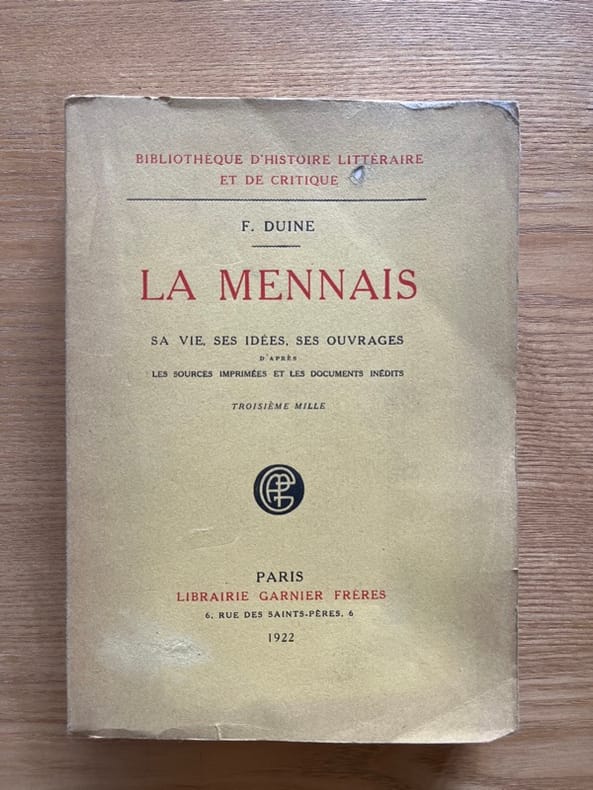 BIBLIOTHÈQUE D'HISTOIRE LITTÉRAIRE
ET DE CRITIQUE
F. DUINE
LA MENNAIS
SA VIE, SES IDÉES, SES OUVRAGES
D'APRÈS
LES SOURCES IMPRIMÉES ET LES DOCUMENTS INÉDITS
TROISIÈME MILLE
PARIS
LIBRAIRIE GARNIER FRÈRES
6, RUE DES SAINTS-PÈRES, 6
1922